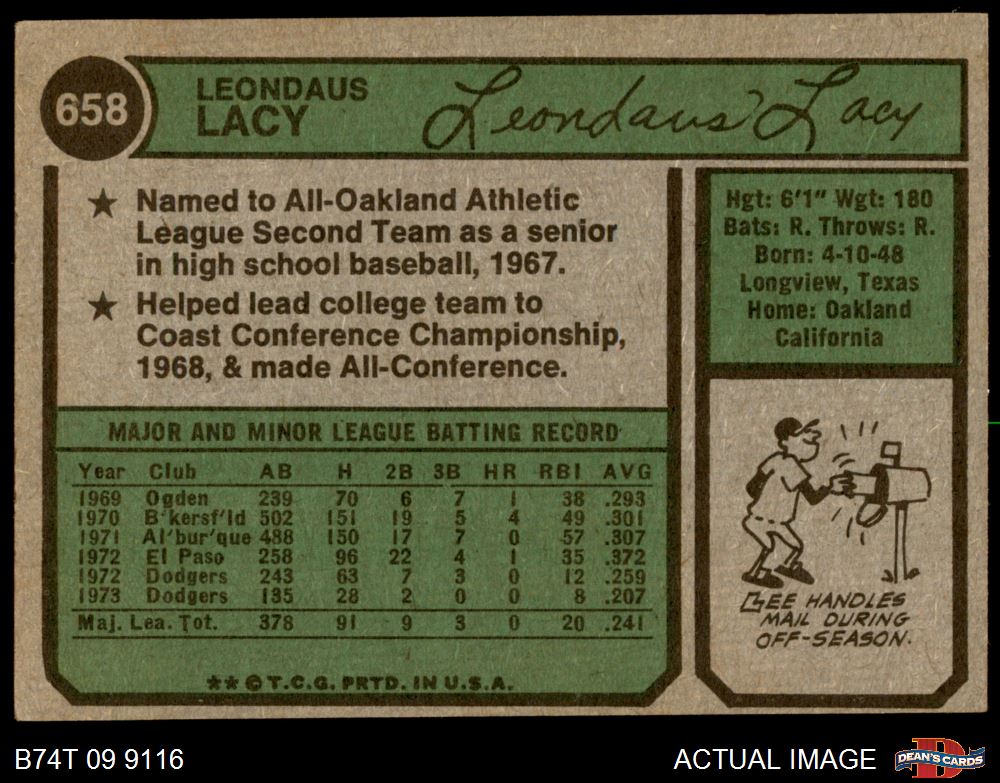 658
LEONDAUS
LACY
Leondaus Lacy
★ Named to All-Oakland Athletic
League Second Team as a senior
in high school baseball, 1967.
★ Helped lead college team to
Coast Conference Championship,
1968, & made All-Conference.
Hgt: 6'1" Wgt: 180
Bats: R. Throws: R.
Born: 4-10-48
Longview, Texas
Home: Oakland
California
MAJOR AND MINOR LEAGUE BATTING RECORD
Year Club AB H 2B 3B HR RBI AVG
1969 Ogden 239 70 6 7 1 38 .293
1970 B'kersf'ld 502 151 19 5 4 49 .301
1971 Al'bur'que 488 150 17 7 0 57 .307
1972 El Paso 258 96 22 4 1 35 .372
1972 Dodgers 243 63 7 3 0 12 .259
1973 Dodgers 135 28 2 0 0 8 .207
Maj. Lea. Tot. 378 91 9 3 0 20 .241
** © T.C.G. PRTD. IN U.S.A.
LEE HANDLES
MAIL DURING
OFF-SEASON.
B74T 09 9116
ACTUAL IMAGE
D
DEAN'S CARDS